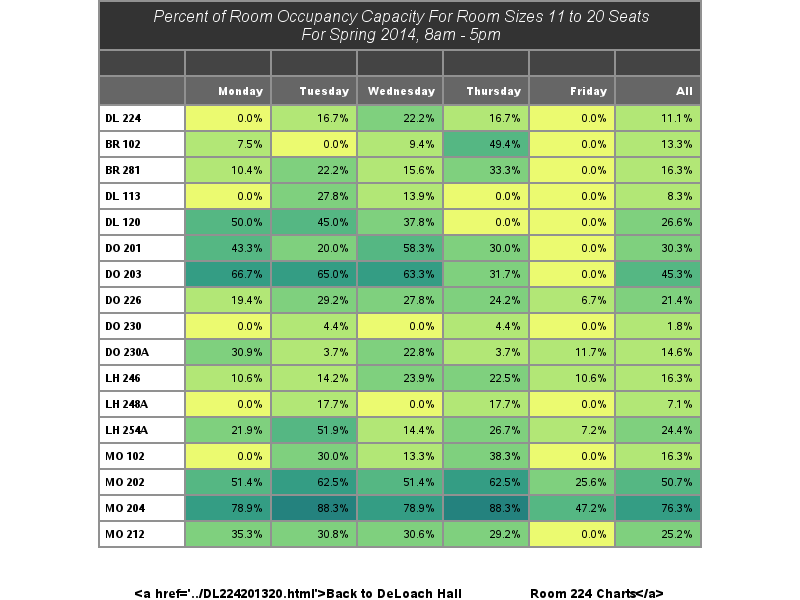 Percent of Room Occupancy Capacity For Room Sizes 11 to 20 Seats
For Spring 2014, 8am - 5pm
Monday Tuesday Wednesday Thursday Friday All
DL 224 0.0% 16.7% 22.2% 16.7% 0.0% 11.1%
BR 102 7.5% 0.0% 9.4% 49.4% 0.0% 13.3%
BR 281 10.4% 22.2% 15.6% 33.3% 0.0% 16.3%
DL 113 0.0% 27.8% 13.9% 0.0% 0.0% 8.3%
DL 120 50.0% 45.0% 37.8% 0.0% 0.0% 26.6%
DO 201 43.3% 20.0% 58.3% 30.0% 0.0% 30.3%
DO 203 66.7% 65.0% 63.3% 31.7% 0.0% 45.3%
DO 226 19.4% 29.2% 27.8% 24.2% 6.7% 21.4%
DO 230 0.0% 4.4% 0.0% 4.4% 0.0% 1.8%
DO 230A 30.9% 3.7% 22.8% 3.7% 11.7% 14.6%
LH 246 10.6% 14.2% 23.9% 22.5% 10.6% 16.3%
LH 248A 0.0% 17.7% 0.0% 17.7% 0.0% 7.1%
LH 254A 21.9% 51.9% 14.4% 26.7% 7.2% 24.4%
MO 102 0.0% 30.0% 13.3% 38.3% 0.0% 16.3%
MO 202 51.4% 62.5% 51.4% 62.5% 25.6% 50.7%
MO 204 78.9% 88.3% 78.9% 88.3% 47.2% 76.3%
MO 212 35.3% 30.8% 30.6% 29.2% 0.0% 25.2%
<a href='../DL224201320.html'>Back to DeLoach Hall Room 224 Charts</a>